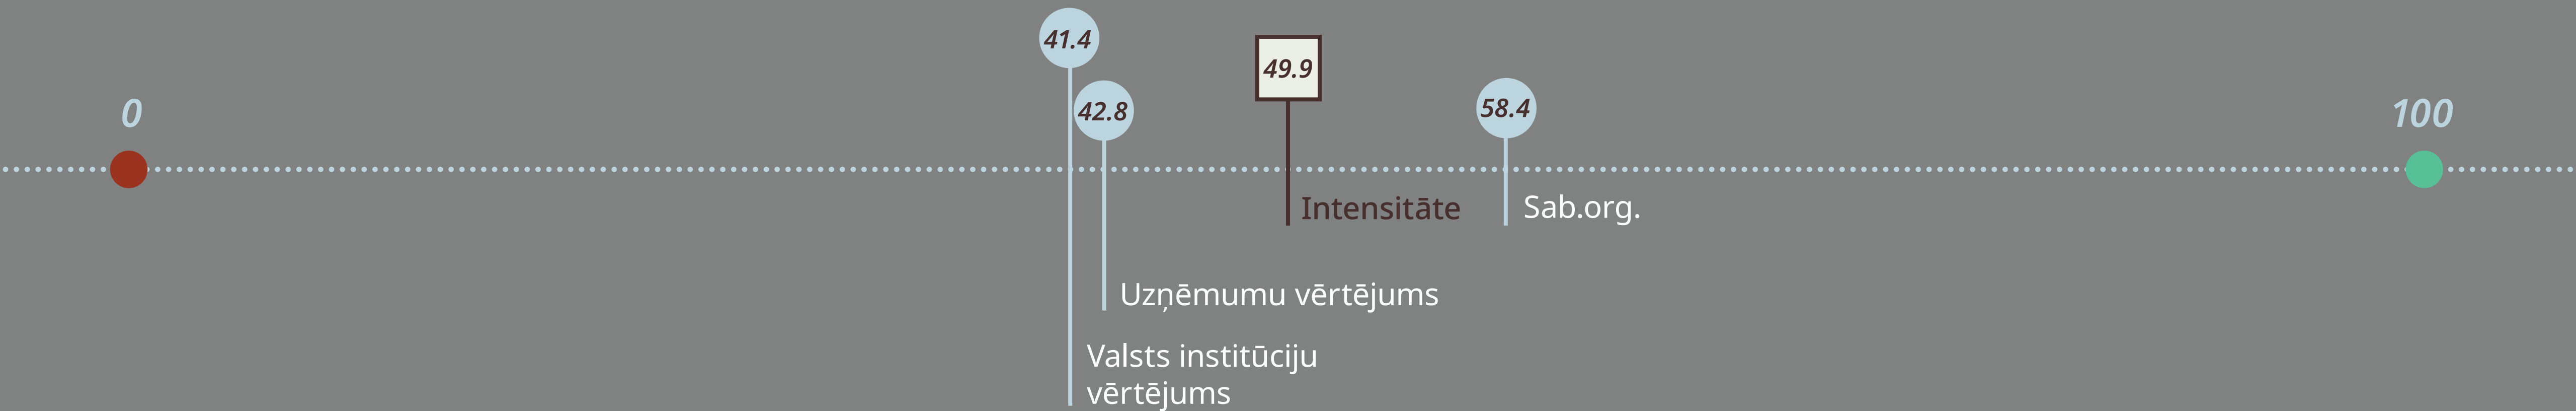 41.4
49.9
0
42.8
58.4
100
Intensitāte
Sab.org.
Uzņēmumu vērtējums
Valsts institūciju
vērtējums